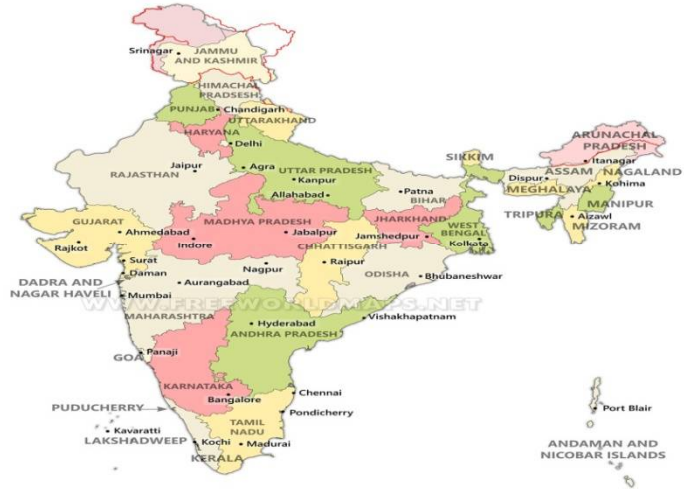 Srinagar
JAMMU
AND KASHMIR
HIMACHAL
PRADSESH
PUNJAB
Chandigarh
UTTARAKHAND
HARYANA
Delhi
ARUNACHAL
PRADESH
SIKKIM
Itanagar
Jaipur
Agra
UTTAR PRADESH
ASSAM
NAGALAND
RAJASTHAN
Kanpur
Dispur
Kohima
Allahabad
Patna
MEGHALAYA
BIHAR
MANIPUR
GUJARAT
MADHYA PRADESH
JHARKHAND
TRIPURA
Aizawl
Ahmedabad
Jabalpur
Jamshedpur
WEST
BENGAL
MIZORAM
Rajkot
Indore
CHHATTISGARH
Kolkata
Surat
Nagpur
Raipur
Daman
ODISHA
Bhubaneshwar
DADRA AND
NAGAR HAVELI
Aurangabad
Mumbai
WWW.FREEWORLDMAPS.NET
MAHARASHTRA
Hyderabad
Vishakhapatnam
ANDHRA PRADESH
GOA
Panaji
KARNATAKA
Bangalore
Chennai
PUDUCHERRY
Pondicherry
Port Blair
TAMIL
NADU
Kavaratti
LAKSHADWEEP
Kochi
Madurai
ANDAMAN AND
NICOBAR ISLANDS
KERALA